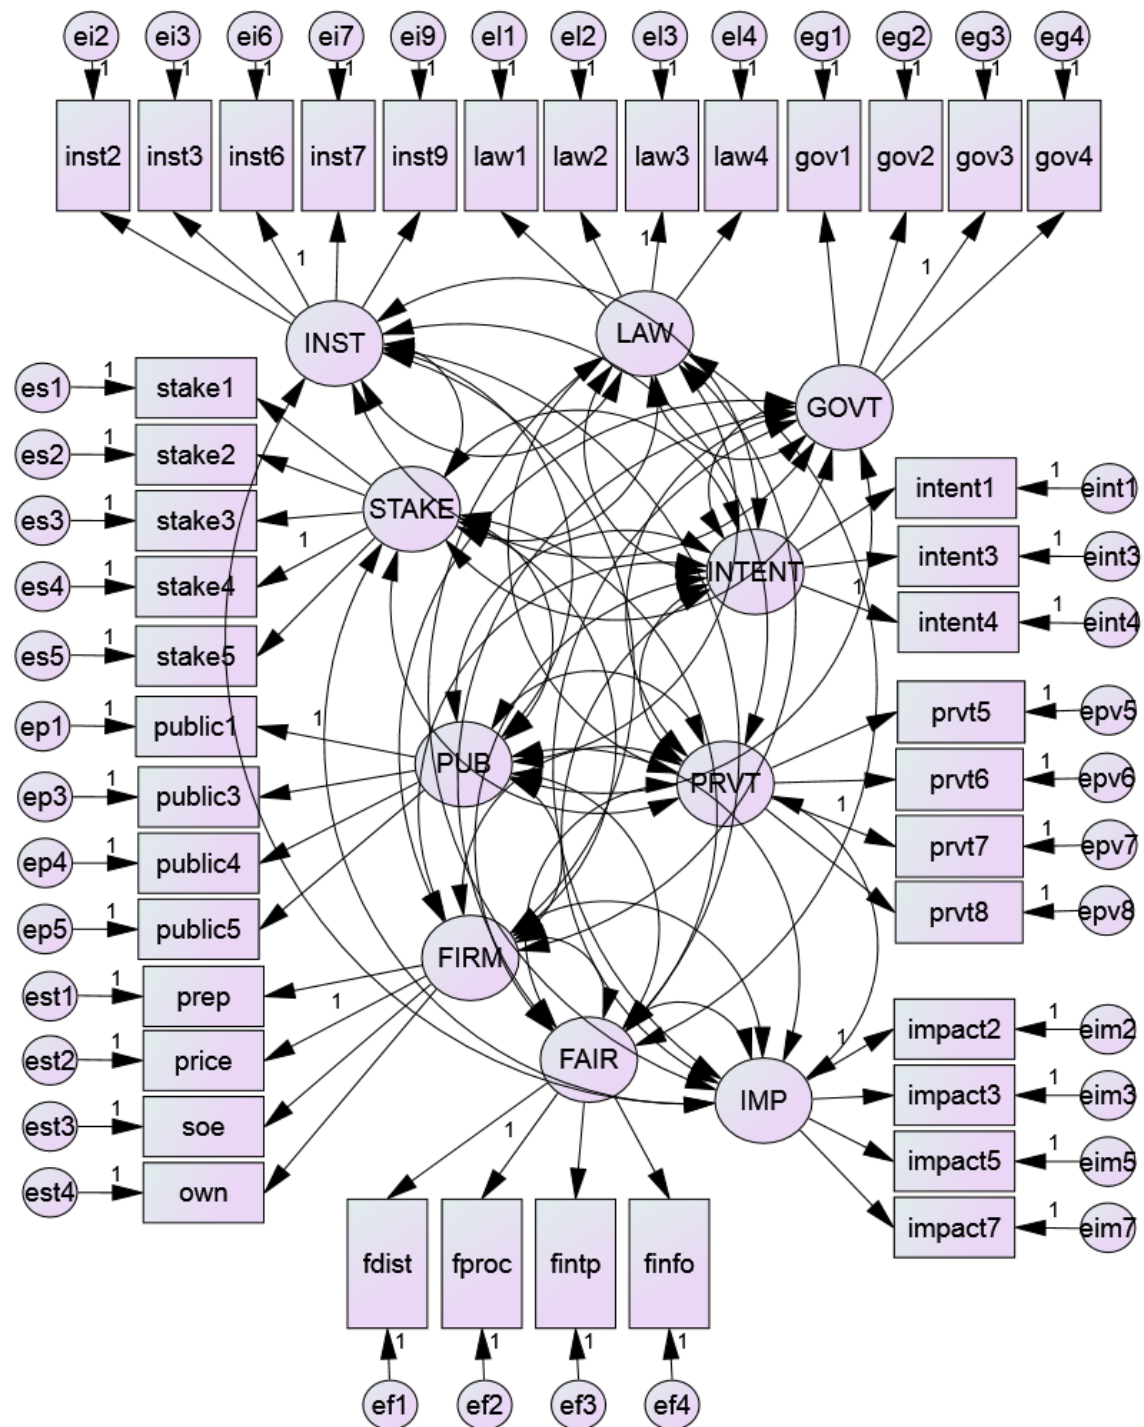 ei2 ei3 ei6 ei7 ei9 el1 el2 el3 el4 eg1 eg2 eg3 eg4
1 1 1 1 1 1 1 1 1 1 1 1 1
inst2 inst3 inst6 inst7 inst9 law1 law2 law3 law4 gov1 gov2 gov3 gov4
1 1 1
INST LAW
GOVT
es1 1 stake1
es2 1 stake2
es3 1 stake3
es4 1 stake4
es5 1 stake5
1
STAKE
INTENT
1
intent1 1 eint1
intent3 1 eint3
intent4 1 eint4
ep1 1 public1
ep3 1 public3
ep4 1 public4
ep5 1 public5
1
PUB
PRVT
1
prvt5 1 epv5
prvt6 1 epv6
prvt7 1 epv7
prvt8 1 epv8
est1 1 prep
est2 1 price
est3 1 soe
est4 1 own
1
FIRM
FAIR
IMP
1
impact2 1 eim2
impact3 1 eim3
impact5 1 eim5
impact7 1 eim7
1
fdist fproc fintp finfo
1 1 1 1
ef1 ef2 ef3 ef4